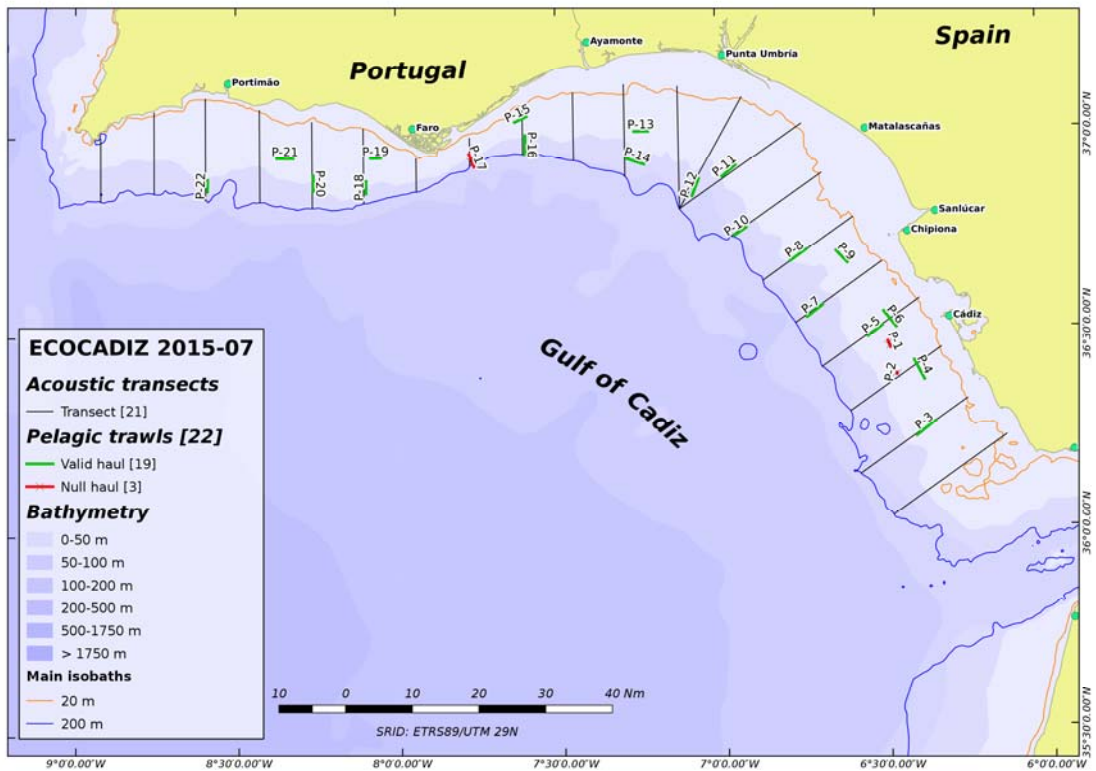 Spain
Ayamonte
Punta Umbría
Portugal
Portimão
P-15
P-13
Faro
Matalascañas
37°0'0.00"N
P-21
P-19
P-17
P-16
P-14
P-11
P-22
P-20
P-18
P-12
Sanlúcar
P-10
Chipiona
P-8
P-9
P-7
P-6
Cádiz
P-5
P-1
36°30'0.00"N
P-2
P-4
Gulf of Cadiz
P-3
ECOCADIZ 2015-07
Acoustic transects
Transect [21]
Pelagic trawls [22]
Valid haul [19]
Null haul [3]
Bathymetry
0-50 m
50-100 m
100-200 m
200-500 m
500-1750 m
> 1750 m
Main isobaths
20 m
200 m
36°0'0.00"N
10 0 10 20 30 40 Nm
SRID: ETRS89/UTM 29N
35°30'0.00"N
9°0'0.00"W 8°30'0.00"W 8°0'0.00"W 7°30'0.00"W 7°0'0.00"W 6°30'0.00"W 6°0'0.00"W